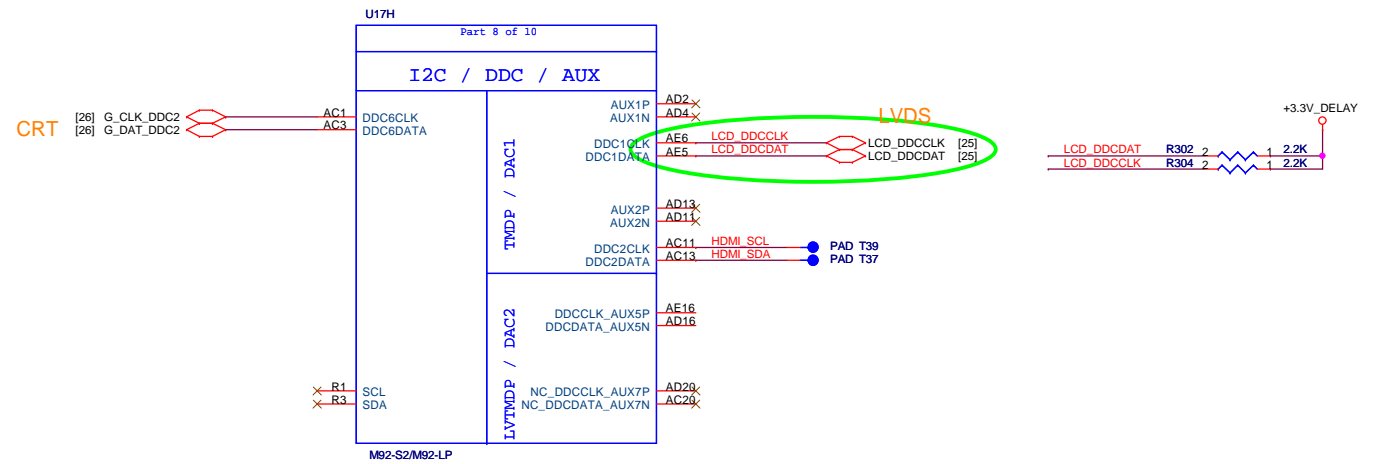 U17H
Part 8 of 10
I2C / DDC / AUX
CRT
[26] G_CLK_DDC2
[26] G_DAT_DDC2
AC1
AC3
DDC6CLK
DDC6DATA
R1
R3
SCL
SDA
TMDP / DAC1
LVTMDP / DAC2
AUX1P AD2
AUX1N AD4
LVDS
DDC1CLK AE6 LCD_DDCCLK LCD_DDCCLK [25]
DDC1DATA AE5 LCD_DDCDAT LCD_DDCDAT [25]
AUX2P AD13
AUX2N AD11
DDC2CLK AC11 HDMI_SCL PAD T39
DDC2DATA AC13 HDMI_SDA PAD T37
DDCCLK_AUX5P AE16
DDCDATA_AUX5N AD16
NC_DDCCLK_AUX7P AD20
NC_DDCDATA_AUX7N AC20
M92-S2/M92-LP
+3.3V_DELAY
LCD_DDCDAT R302 2 1 2.2K
LCD_DDCCLK R304 2 1 2.2K